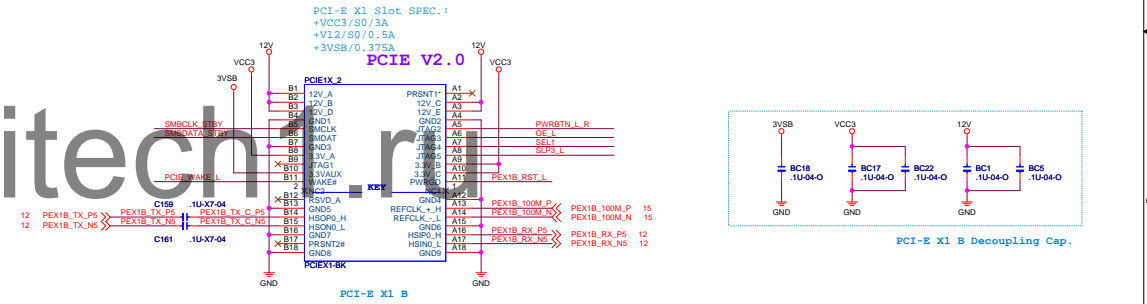 PCI-E X1 Slot SPEC.:
+VCC3/S0/3A
+V12/S0/0.5A
+3VSB/0.375A
PCIE V2.0
12V
VCC3
3VSB
12V
VCC3
PCIE1X_2
B1 12V_A PRSNT1* A1
B2 12V_B 12V_C A2
B3 12V_D 12V_E A3
B4 GND1 GND2 A4
SMBCLK_STBY B5 SMCLK JTAG2 A5 PWRBTN_L_R
SMBDATA_STBY B6 SMDAT JTAG3 A6 OE_L
B7 GND3 JTAG4 A7 SEL1
B8 3.3V_A JTAG5 A8 SLP3_L
B9 JTAG1 3.3V_B A9
B10 3.3VAUX 3.3V_C A10
PCIE_WAKE_L B11 WAKE# PWRGD A11 PEX1B_RST_L
2 NC2 KEY NC1 1
B12 RSVD_A GND4 A12
B13 GND5 REFCLK_+_H A13 PEX1B_100M_P PEX1B_100M_P 15
12 PEX1B_TX_P5 PEX1B_TX_P5 C159 .1U-X7-04 PEX1B_TX_C_P5 B14 HSOP0_H REFCLK_-_L A14 PEX1B_100M_N PEX1B_100M_N 15
12 PEX1B_TX_N5 PEX1B_TX_N5 C161 .1U-X7-04 PEX1B_TX_C_N5 B15 HSON0_L GND6 A15
B16 GND7 HSIP0_H A16 PEX1B_RX_P5 PEX1B_RX_P5 12
B17 PRSNT2# HSIN0_L A17 PEX1B_RX_N5 PEX1B_RX_N5 12
B18 GND8 GND9 A18
PCIEX1-BK
GND
GND
PCI-E X1 B
3VSB
VCC3
12V
BC18
.1U-04-O
BC17
.1U-04-O
BC22
.1U-04-O
BC1
.1U-04-O
BC5
.1U-04-O
GND
GND
GND
PCI-E X1 B Decoupling Cap.
itech1.ru